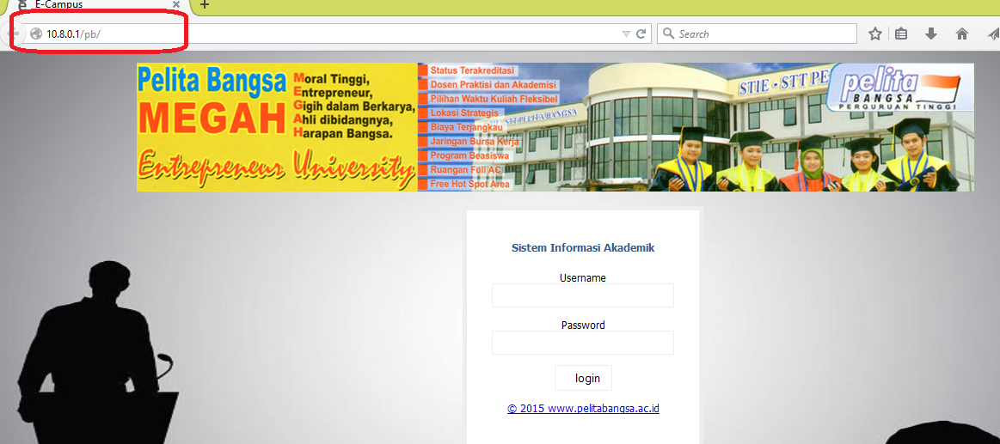 E-Campus
10.8.0.1/pb/
Search
Pelita Bangsa
MEGAH
Moral Tinggi,
Entrepreneur,
Gigih dalam Berkarya,
Ahli dibidangnya,
Harapan Bangsa.
Entrepreneur University
Status Terakreditasi
Dosen Praktisi dan Akademisi
Pilihan Waktu Kuliah Fleksibel
Lokasi Strategis
Biaya Terjangkau
Jaringan Bursa Kerja
Program Beasiswa
Ruangan Full AC
Free Hot Spot Area
PELITA BANGSA
STIE - STT PE
pelita
BANGSA
PERGURUAN TINGGI
Sistem Informasi Akademik
Username
Password
login
© 2015 www.pelitabangsa.ac.id